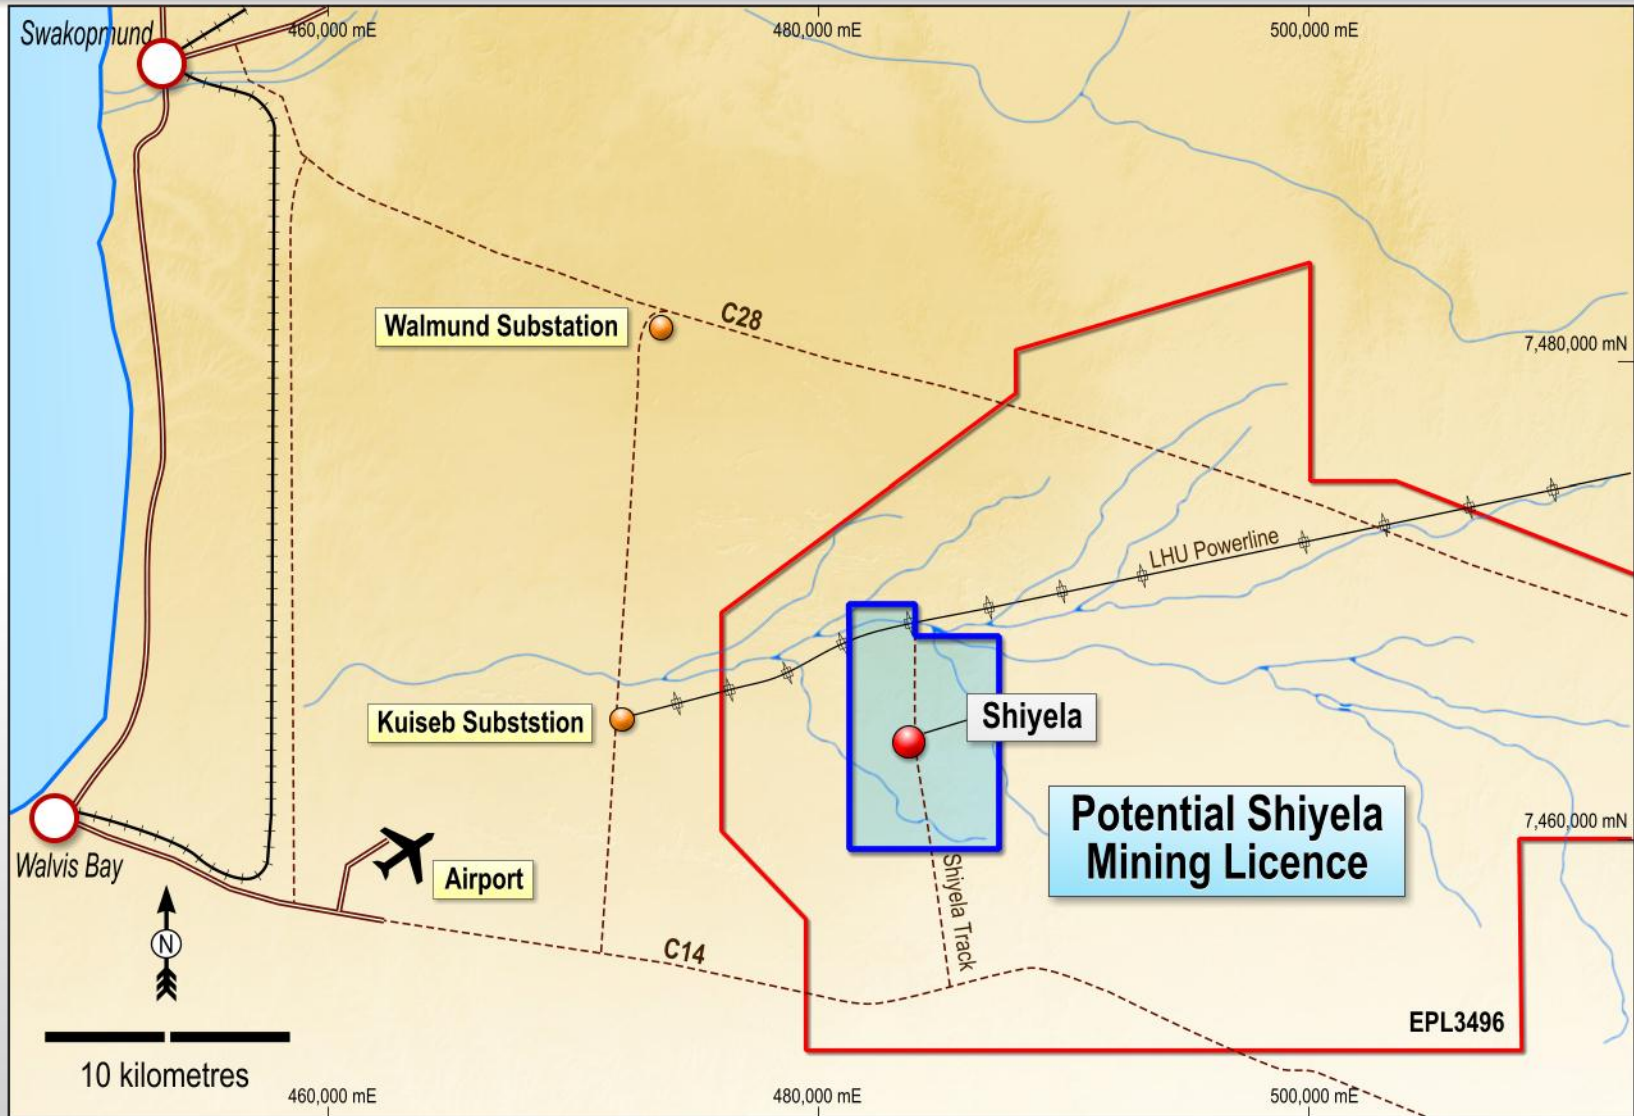 460,000 mE
480,000 mE
500,000 mE
Swakopmund
C28
Walmund Substation
7,480,000 mN
LHU Powerline
Kuiseb Subststion
Shiyela
Potential Shiyela
Mining Licence
7,460,000 mN
Walvis Bay
Airport
Shiyela Track
N
C14
EPL3496
10 kilometres
460,000 mE
480,000 mE
500,000 mE